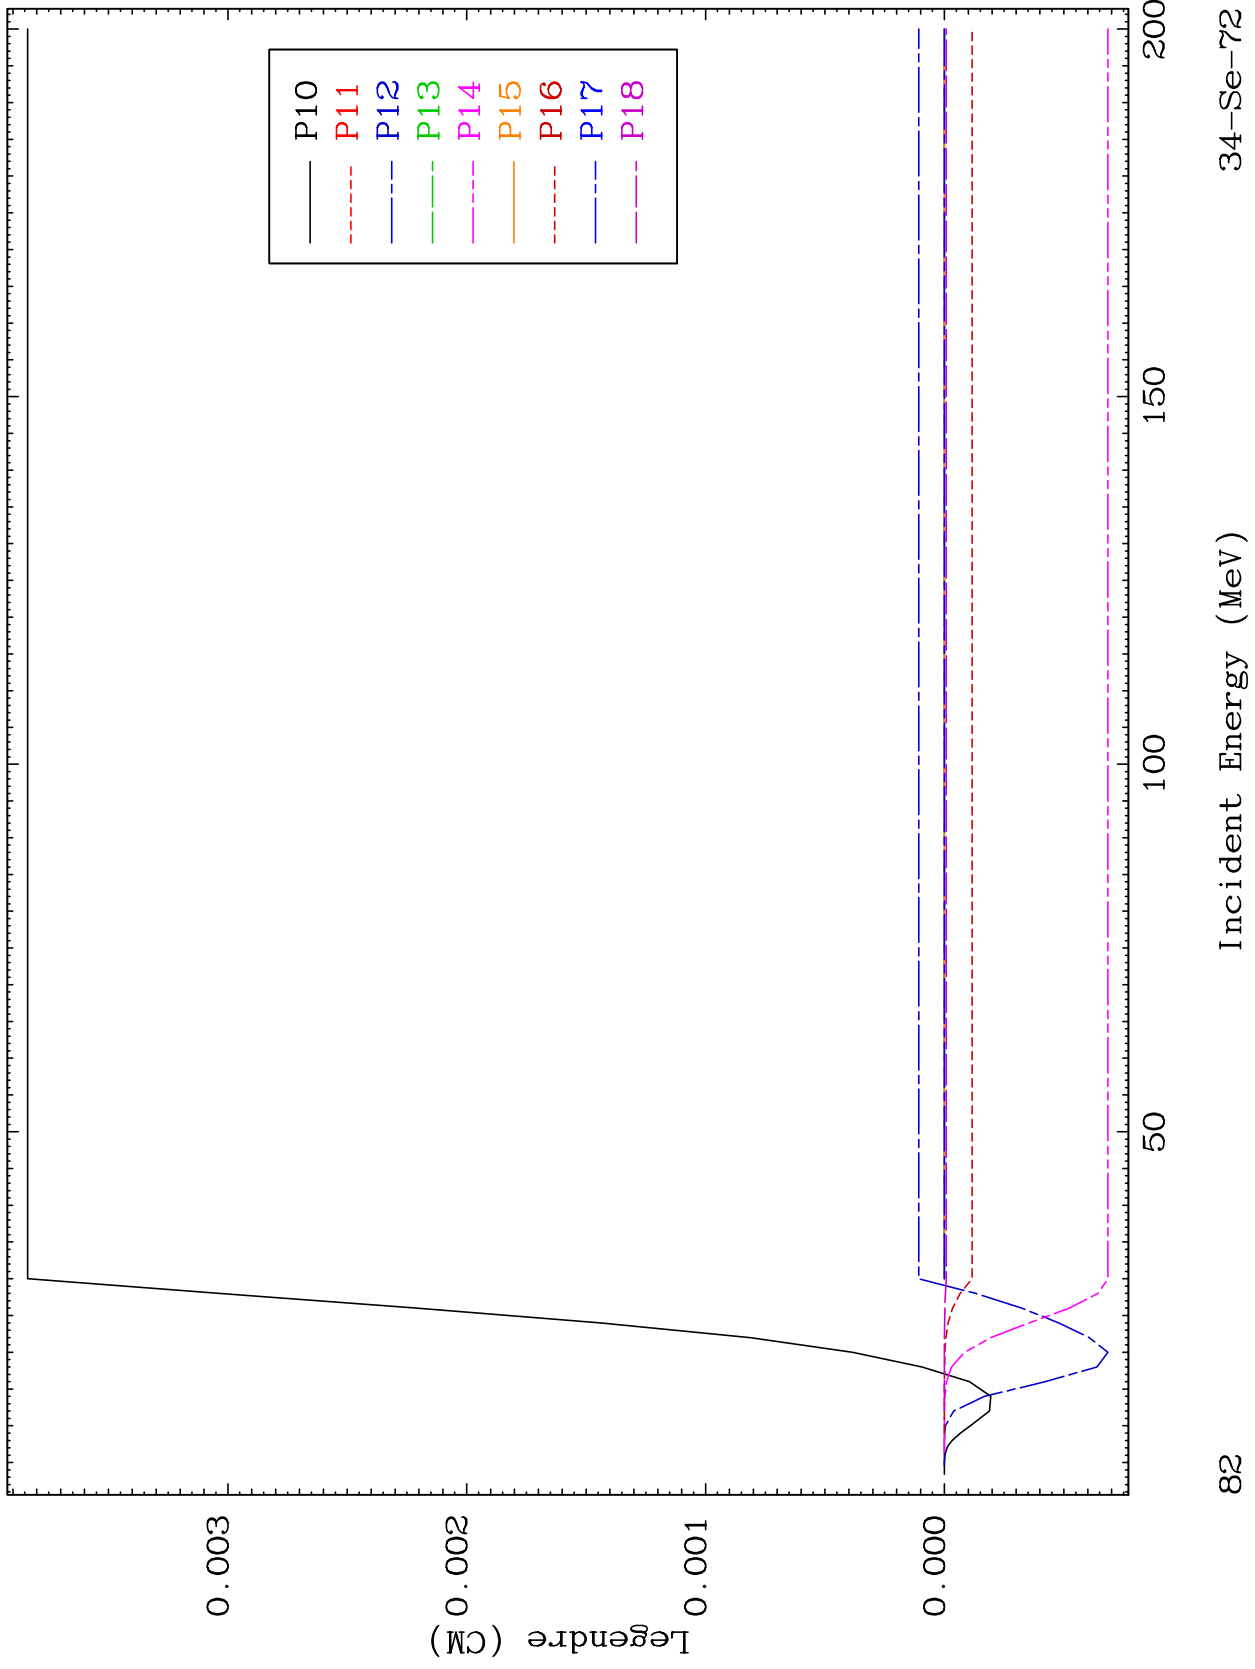 Legendre (CM)
0.003
0.002
0.001
0.000
P10
P11
P12
P13
P14
P15
P16
P17
P18
50
100
150
200
Incident Energy (MeV)
82
34-Se-72